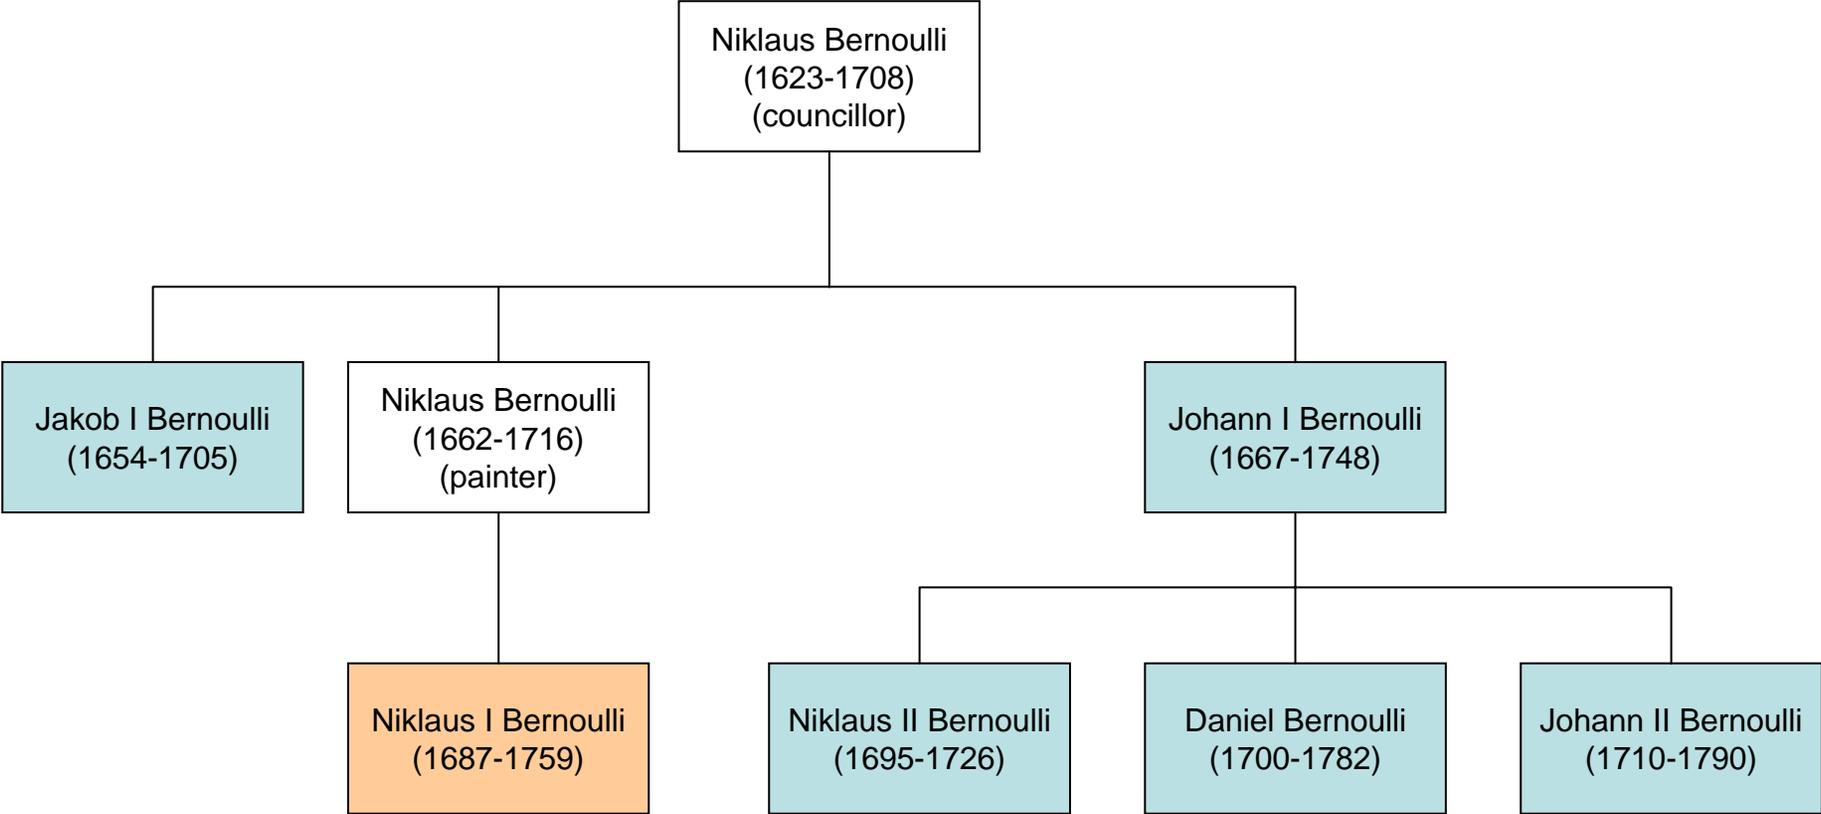 Niklaus Bernoulli
(1623-1708)
(councillor)
Jakob I Bernoulli
(1654-1705)
Niklaus Bernoulli
(1662-1716)
(painter)
Johann I Bernoulli
(1667-1748)
Niklaus I Bernoulli
(1687-1759)
Niklaus II Bernoulli
(1695-1726)
Daniel Bernoulli
(1700-1782)
Johann II Bernoulli
(1710-1790)